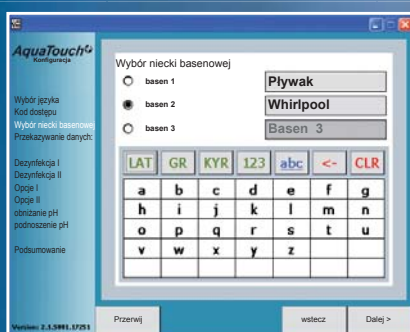 AquaTouch
Konfiguracja
Wybór języka
Kod dostępu
Wybór niecki basenowej
Przekazywanie danych:
Dezynfekcja I
Dezynfekcja II
Opcje I
Opcje II
obniżanie pH
podnoszenie pH
Podsumowanie
Version: 2.1.5001.17251
Wybór niecki basenowej
basen 1 Plywak
basen 2 Whirlpool
basen 3 Basen 3
LAT GR KYR 123 abc <- CLR
a b c d e f g
h i j k l m n
o p q r s t u
v w x y z
Przerwij wstecz Dalej >